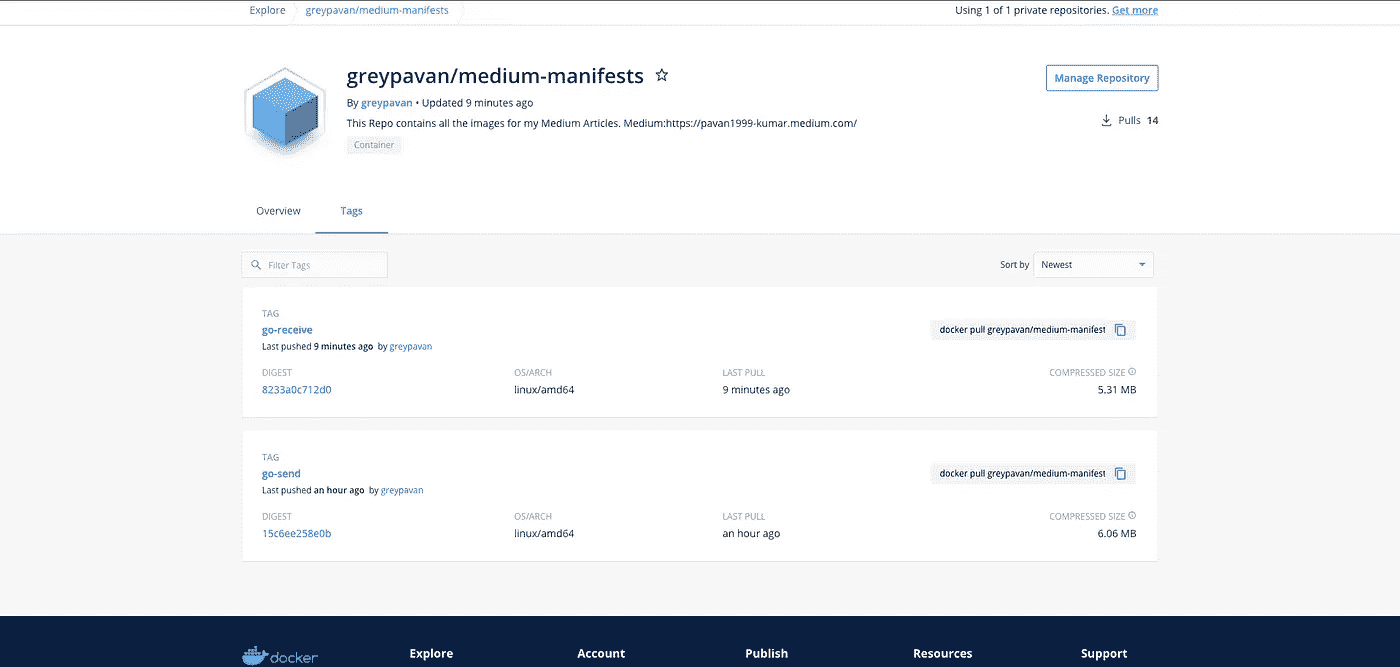 Explore greypavan/medium-manifests Using 1 of 1 private repositories. Get more
greypavan/medium-manifests
Manage Repository
By greypavan • Updated 9 minutes ago
This Repo contains all the images for my Medium Articles. Medium:https://pavan1999-kumar.medium.com/
Pulls 14
Container
Overview Tags
Filter Tags Sort by Newest
TAG
go-receive docker pull greypavan/medium-manifest
Last pushed 9 minutes ago by greypavan
DIGEST OS/ARCH LAST PULL COMPRESSED SIZE
8233a0c712d0 linux/amd64 9 minutes ago 5.31 MB
TAG
go-send docker pull greypavan/medium-manifest
Last pushed an hour ago by greypavan
DIGEST OS/ARCH LAST PULL COMPRESSED SIZE
15c6ee258e0b linux/amd64 an hour ago 6.06 MB
docker Explore Account Publish Resources Support